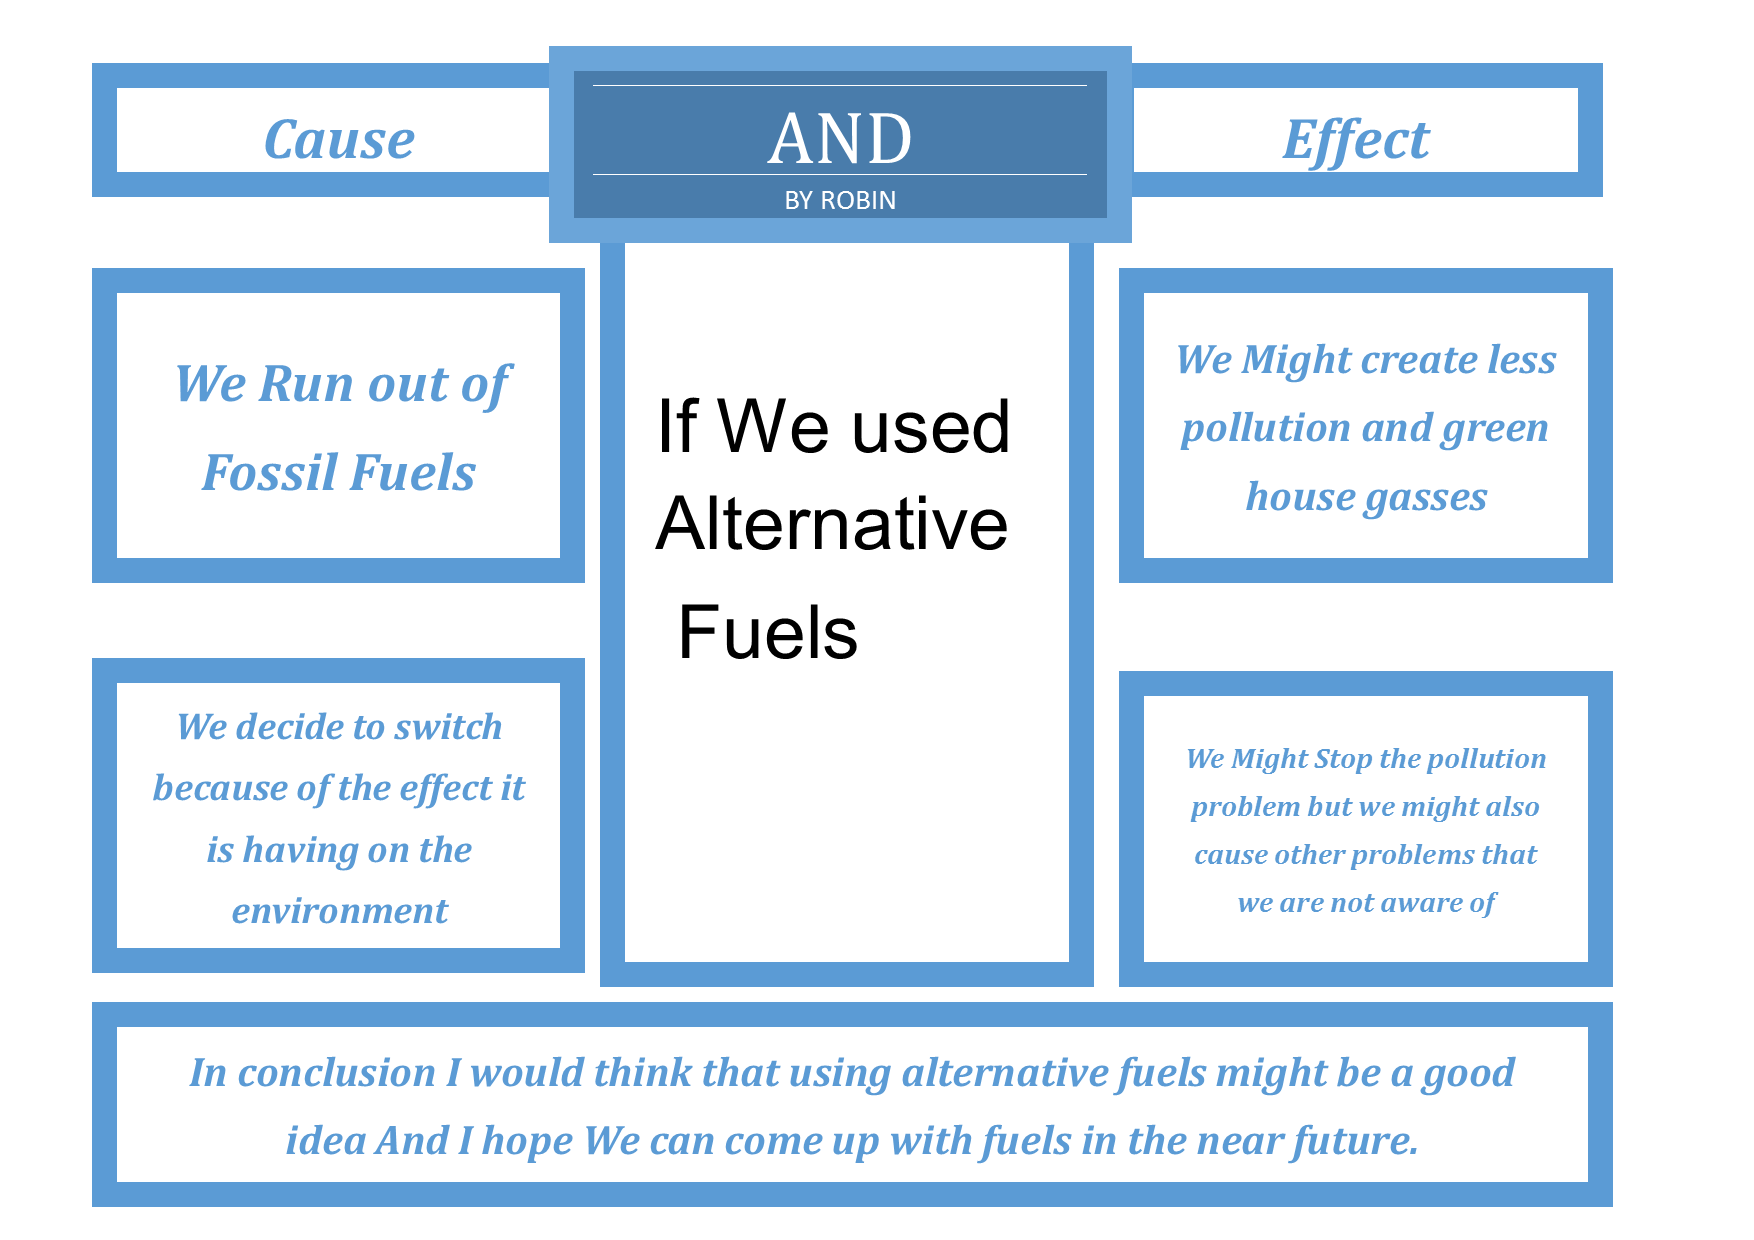 Cause
AND
BY ROBIN
Effect
We Run out of
Fossil Fuels
We decide to switch
because of the effect it
is having on the
environment
If We used
Alternative
Fuels
We Might create less
pollution and green
house gasses
We Might Stop the pollution
problem but we might also
cause other problems that
we are not aware of
In conclusion I would think that using alternative fuels might be a good
idea And I hope We can come up with fuels in the near future.